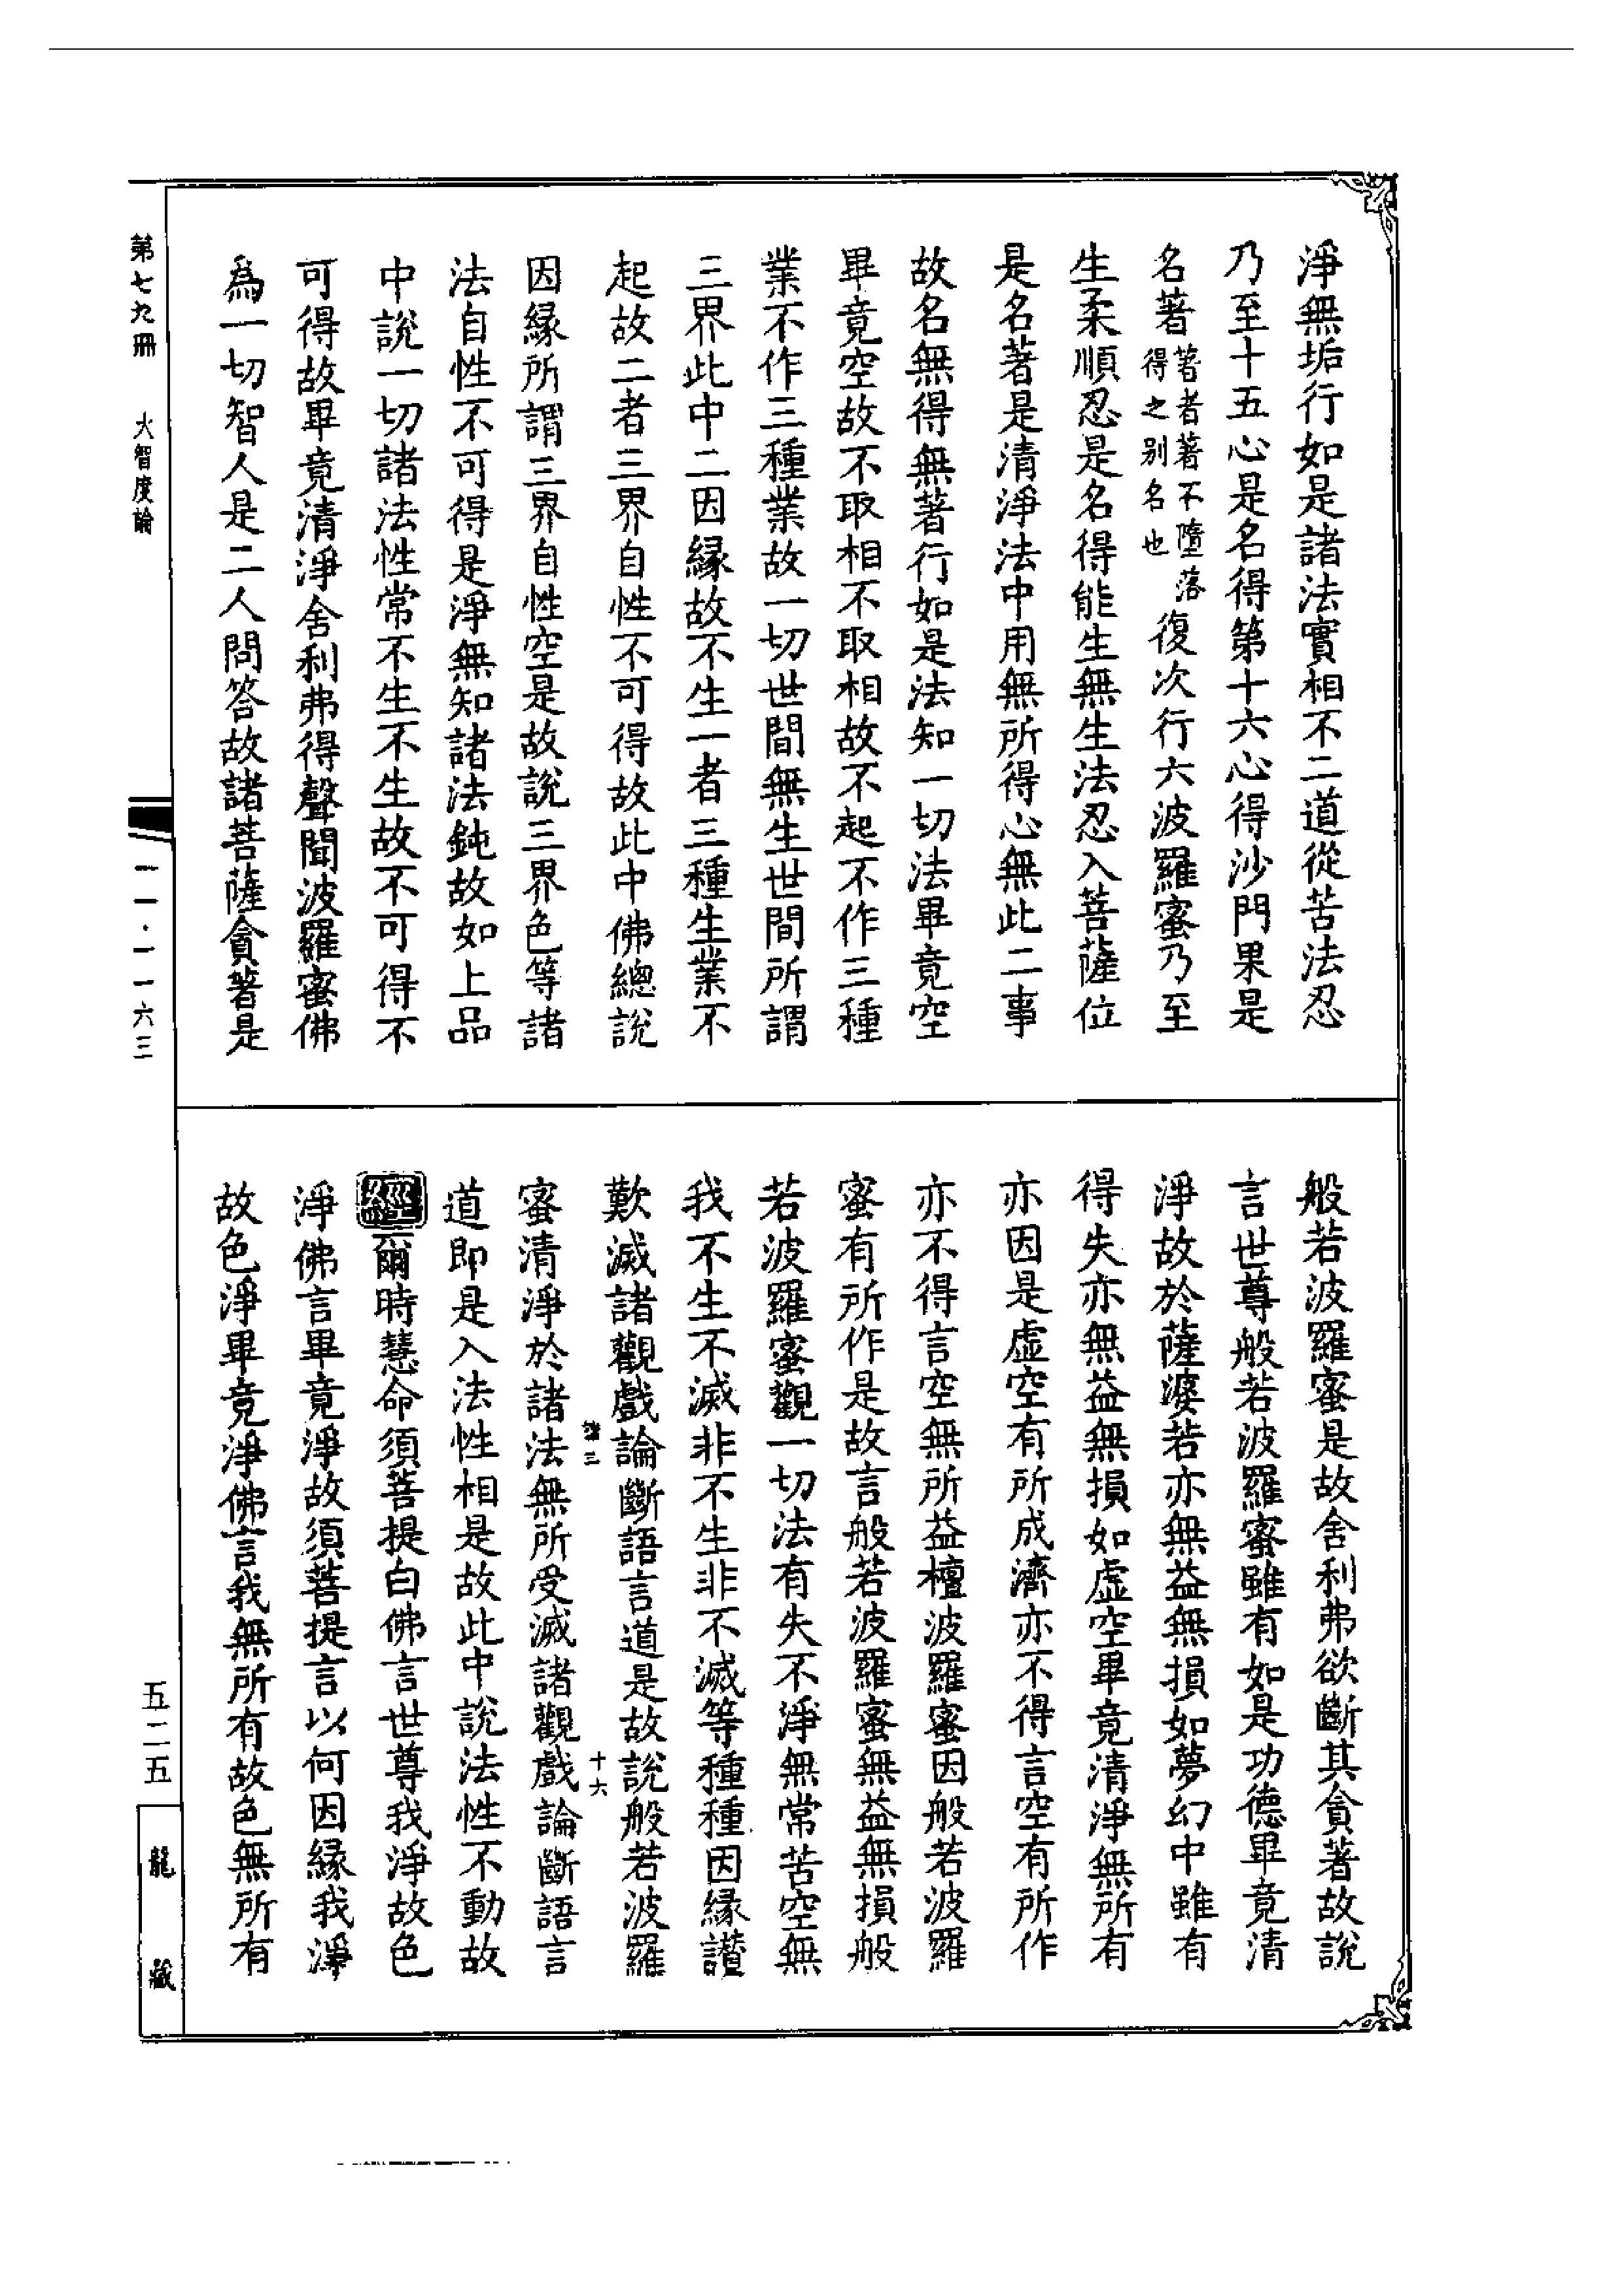 淨無垢行如是諸法實相不二道從苦法忍
乃至十五心是名得第十六心得沙門果是
名著著者著不墮落得之别名也復次行六波羅蜜乃至
生柔順忍是名得能生無生法忍入菩薩位
是名著是清淨法中用無所得心無此二事
故名無得無著行如是法知一切法畢竟空
畢竟空故不取相不取相故不起不作三種
業不作三種業故一切世間無生世間所謂
三界此中二因緣故不生一者三種生業不
起故二者三界自性不可得故此中佛總說
因緣所謂三界自性空是故說三界色等諸
法自性不可得是淨無知諸法鈍故如上品
中說一切諸法性常不生不生故不可得不
可得故畢竟清淨舍利弗得聲聞波羅蜜佛
為一切智人是二人問答故諸菩薩貪著是
般若波羅蜜是故舍利弗欲斷其貪著故說
言世尊般若波羅蜜雖有如是功德畢竟清
淨故於薩婆若亦無益無損如夢幻中雖有
得失亦無益無損如虛空畢竟清淨無所有
亦因是虛空有所成濟亦不得言空有所作
亦不得言空無所益檀波羅蜜因般若波羅
蜜有所作是故言般若波羅蜜無益無損般
若波羅蜜觀一切法有失不淨無常苦空無
我不生不滅非不生非不滅等種種因緣讚
歎滅諸觀戲論斷語言道是故說般若波羅
十六
蜜清淨於諸法無所受滅諸觀戲論斷語言
道即是入法性相是故此中說法性不動故
經爾時慧命須菩提白佛言世尊我淨故色
淨佛言畢竟淨故須菩提言以何因緣我淨
故色淨畢竟淨佛言我無所有故色無所有
第七九冊 大智度論
一一·一一六三
五二五
龍藏